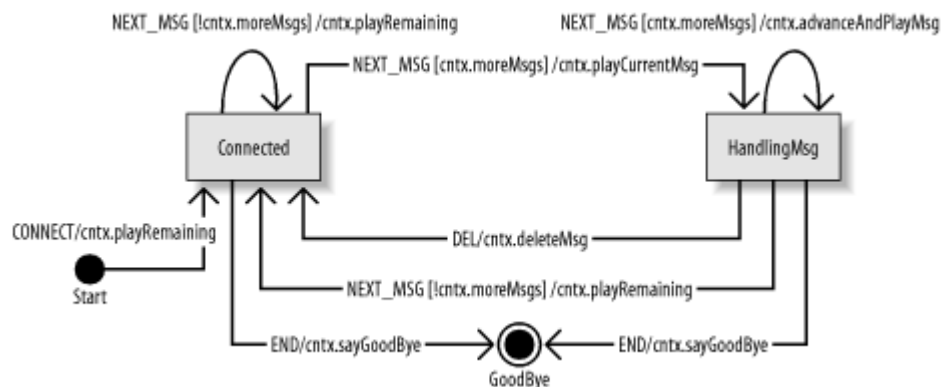 NEXT_MSG [!cntx.moreMsgs] /cntx.playRemaining
NEXT_MSG [cntx.moreMsgs] /cntx.advanceAndPlayMsg
NEXT_MSG [cntx.moreMsgs] /cntx.playCurrentMsg
Connected
HandlingMsg
CONNECT/cntx.playRemaining
DEL/cntx.deleteMsg
Start
NEXT_MSG [!cntx.moreMsgs] /cntx.playRemaining
END/cntx.sayGoodBye
END/cntx.sayGoodBye
GoodBye